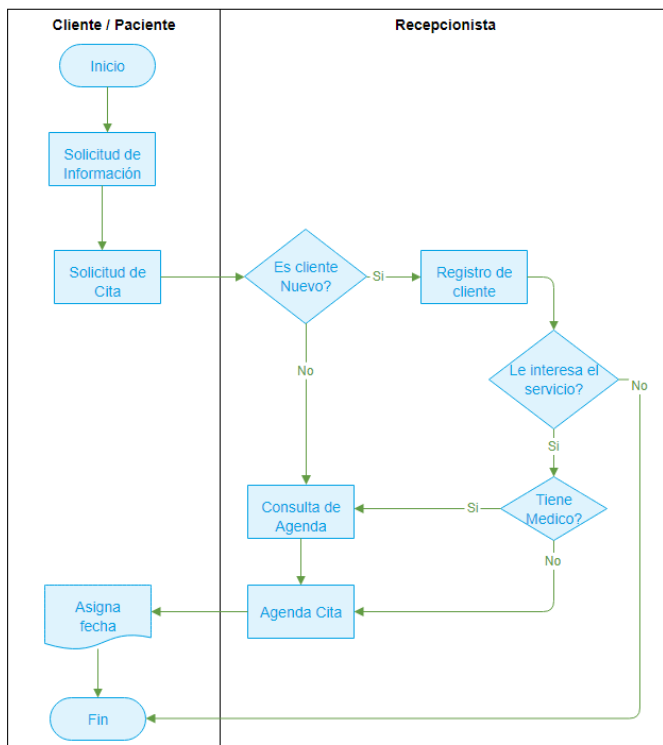 Cliente / Paciente
Recepcionista
Inicio
Solicitud de
Información
Solicitud de
Cita
Es cliente
Nuevo?
Si
Registro de
cliente
Le interesa el
servicio?
No
No
Si
Consulta de
Agenda
Si
Tiene
Medico?
No
Asigna
fecha
Agenda Cita
Fin